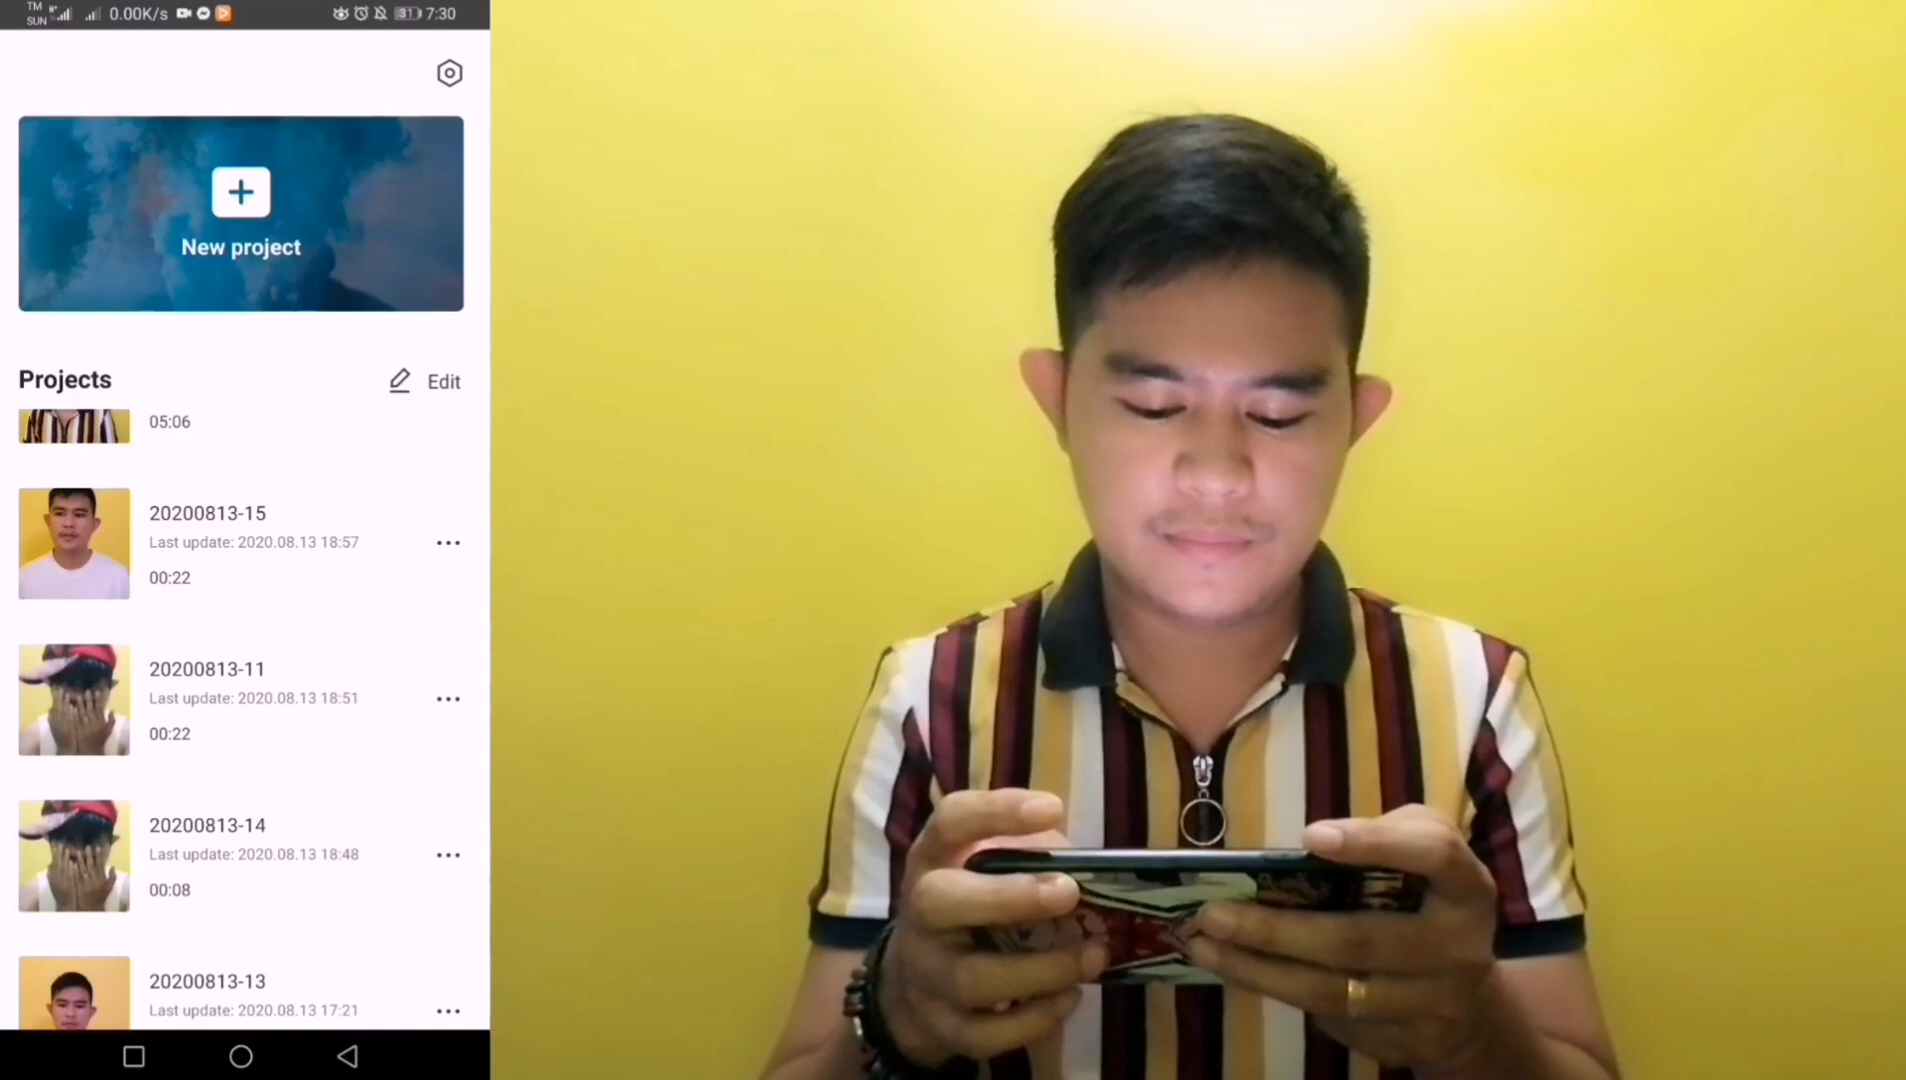 TM
SUN
0.00K/s
31
7:30
New project
Projects
Edit
05:06
20200813-15
Last update: 2020.08.13 18:57
00:22
20200813-11
Last update: 2020.08.13 18:51
00:22
20200813-14
Last update: 2020.08.13 18:48
00:08
20200813-13
Last update: 2020.08.13 17:21